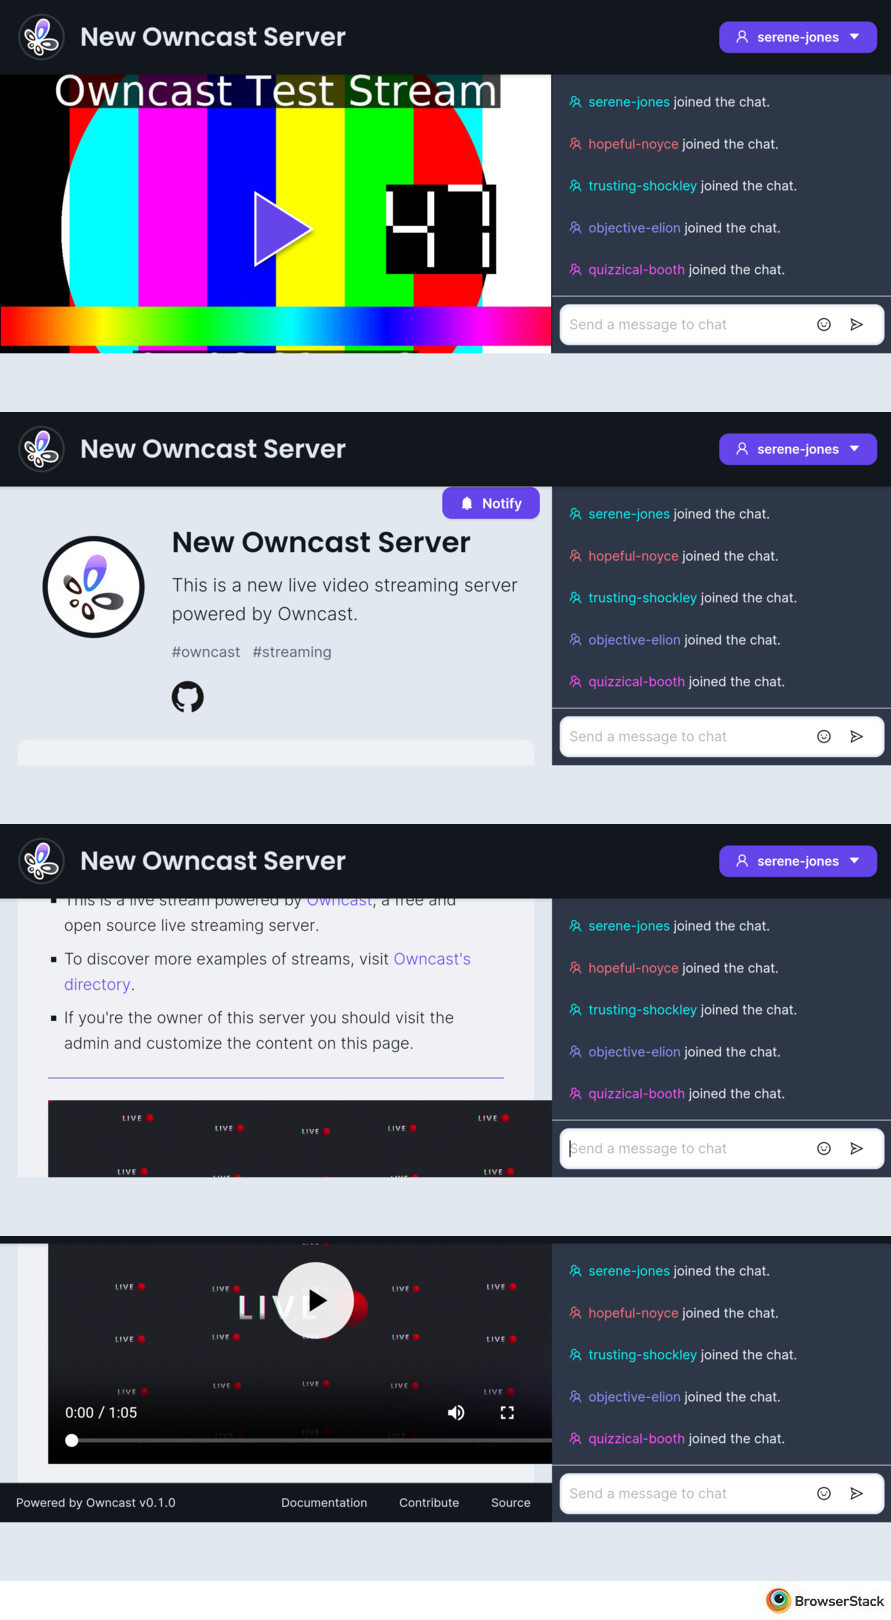 New Owncast Server
serene-jones
Owncast Test Stream
47
serene-jones joined the chat.
hopeful-noyce joined the chat.
trusting-shockley joined the chat.
objective-elion joined the chat.
quizzical-booth joined the chat.
Send a message to chat
New Owncast Server
serene-jones
Notify
New Owncast Server
This is a new live video streaming server
powered by Owncast.
#owncast #streaming
serene-jones joined the chat.
hopeful-noyce joined the chat.
trusting-shockley joined the chat.
objective-elion joined the chat.
quizzical-booth joined the chat.
Send a message to chat
New Owncast Server
serene-jones
This is a live stream powered by Owncast, a free and
open source live streaming server.
To discover more examples of streams, visit Owncast's
directory.
If you're the owner of this server you should visit the
admin and customize the content on this page.
LIVE LIVE LIVE LIVE LIVE
LIVE LIVE LIVE LIVE LIVE
serene-jones joined the chat.
hopeful-noyce joined the chat.
trusting-shockley joined the chat.
objective-elion joined the chat.
quizzical-booth joined the chat.
Send a message to chat
LIVE LIVE LIVE LIVE
LIVE
LIVE LIVE LIVE LIVE LIVE
LIVE LIVE LIVE LIVE LIVE
0:00 / 1:05
Powered by Owncast v0.1.0
Documentation Contribute Source
serene-jones joined the chat.
hopeful-noyce joined the chat.
trusting-shockley joined the chat.
objective-elion joined the chat.
quizzical-booth joined the chat.
Send a message to chat
BrowserStack